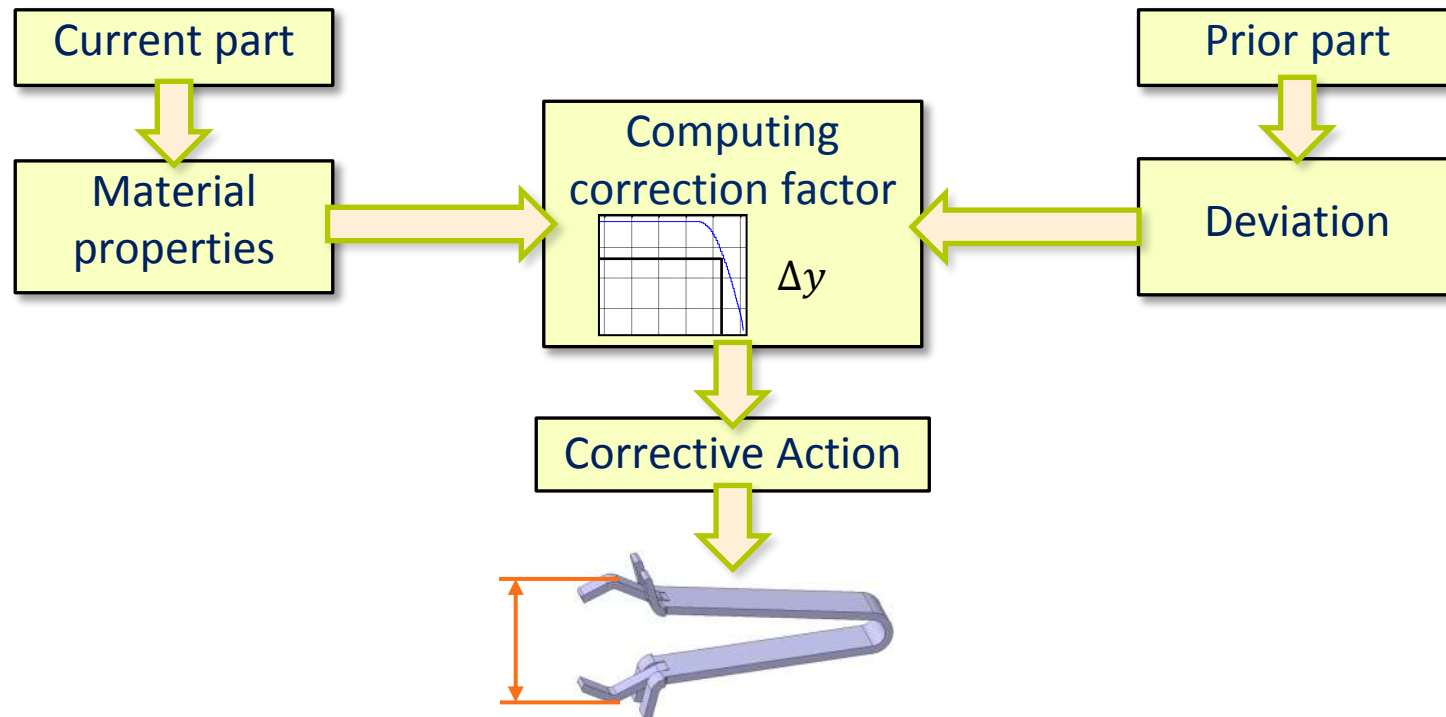 Current part
Prior part
Computing
correction factor
Material
properties
Deviation
Δy
Corrective Action